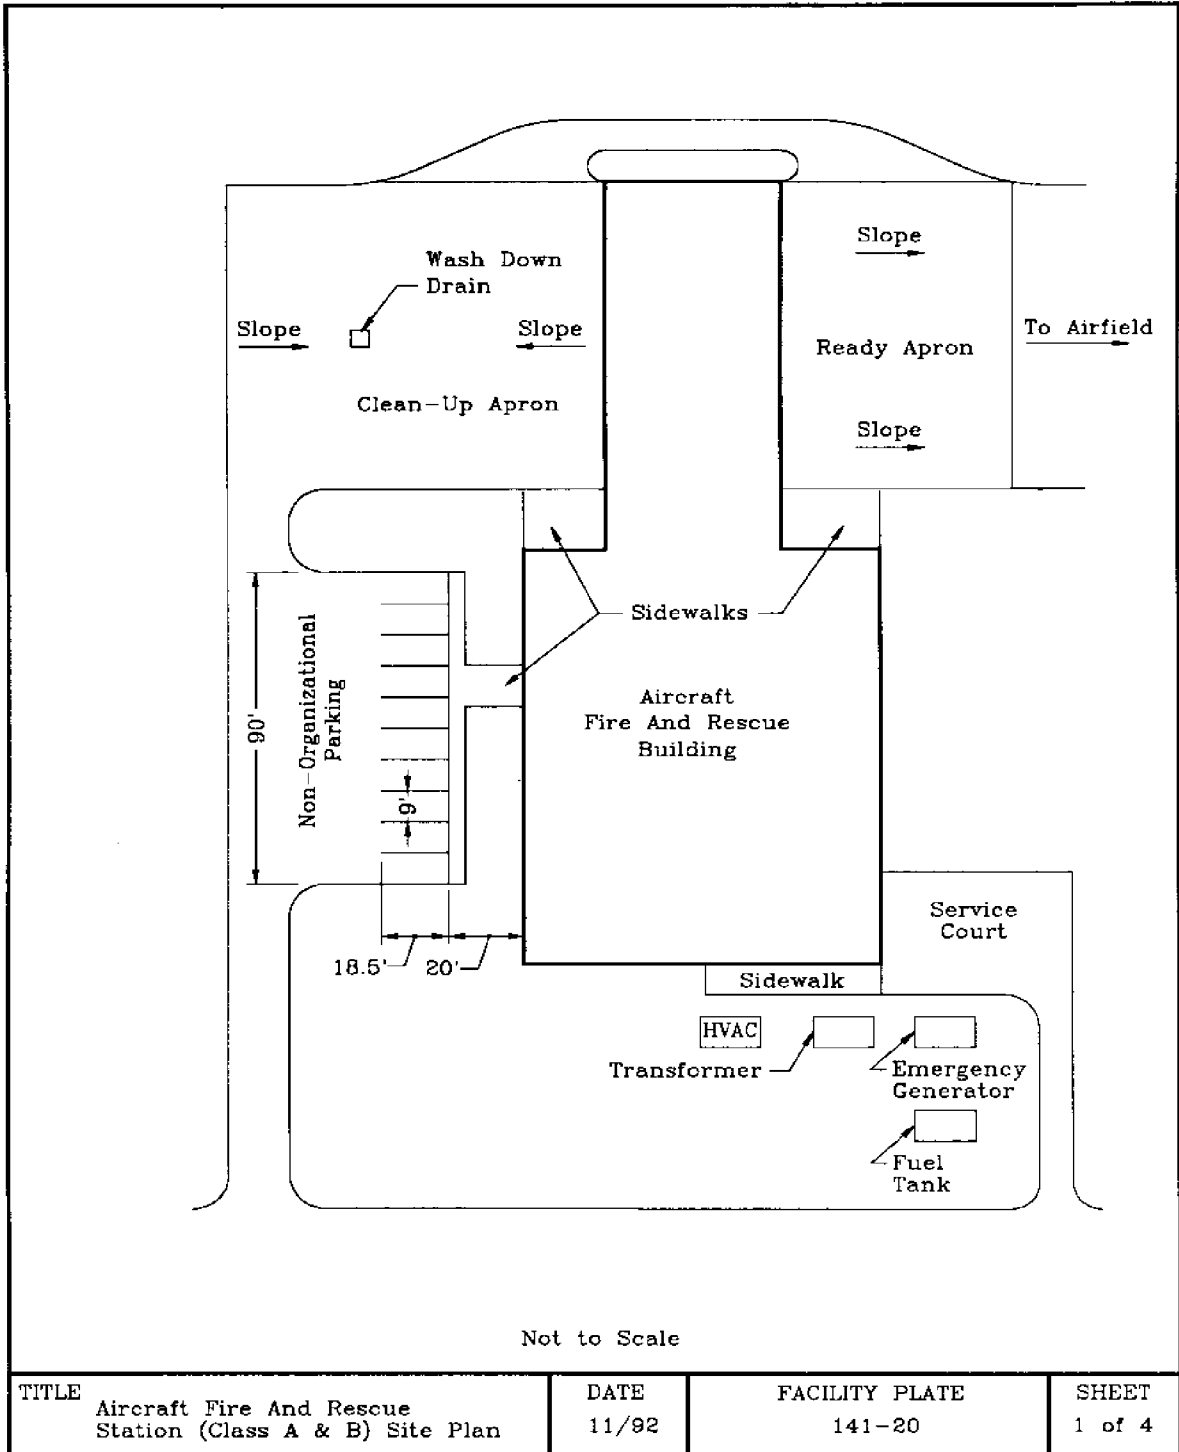 Wash Down
Drain
Slope
Slope
Clean-Up Apron
Slope
Ready Apron
Slope
To Airfield
Sidewalks
Aircraft
Fire And Rescue
Building
90'
Non-Organizational
Parking
9'
18.5'
20'
Service
Court
Sidewalk
HVAC
Transformer
Emergency
Generator
Fuel
Tank
Not to Scale
TITLE
Aircraft Fire And Rescue
Station (Class A & B) Site Plan
DATE
11/92
FACILITY PLATE
141-20
SHEET
1 of 4